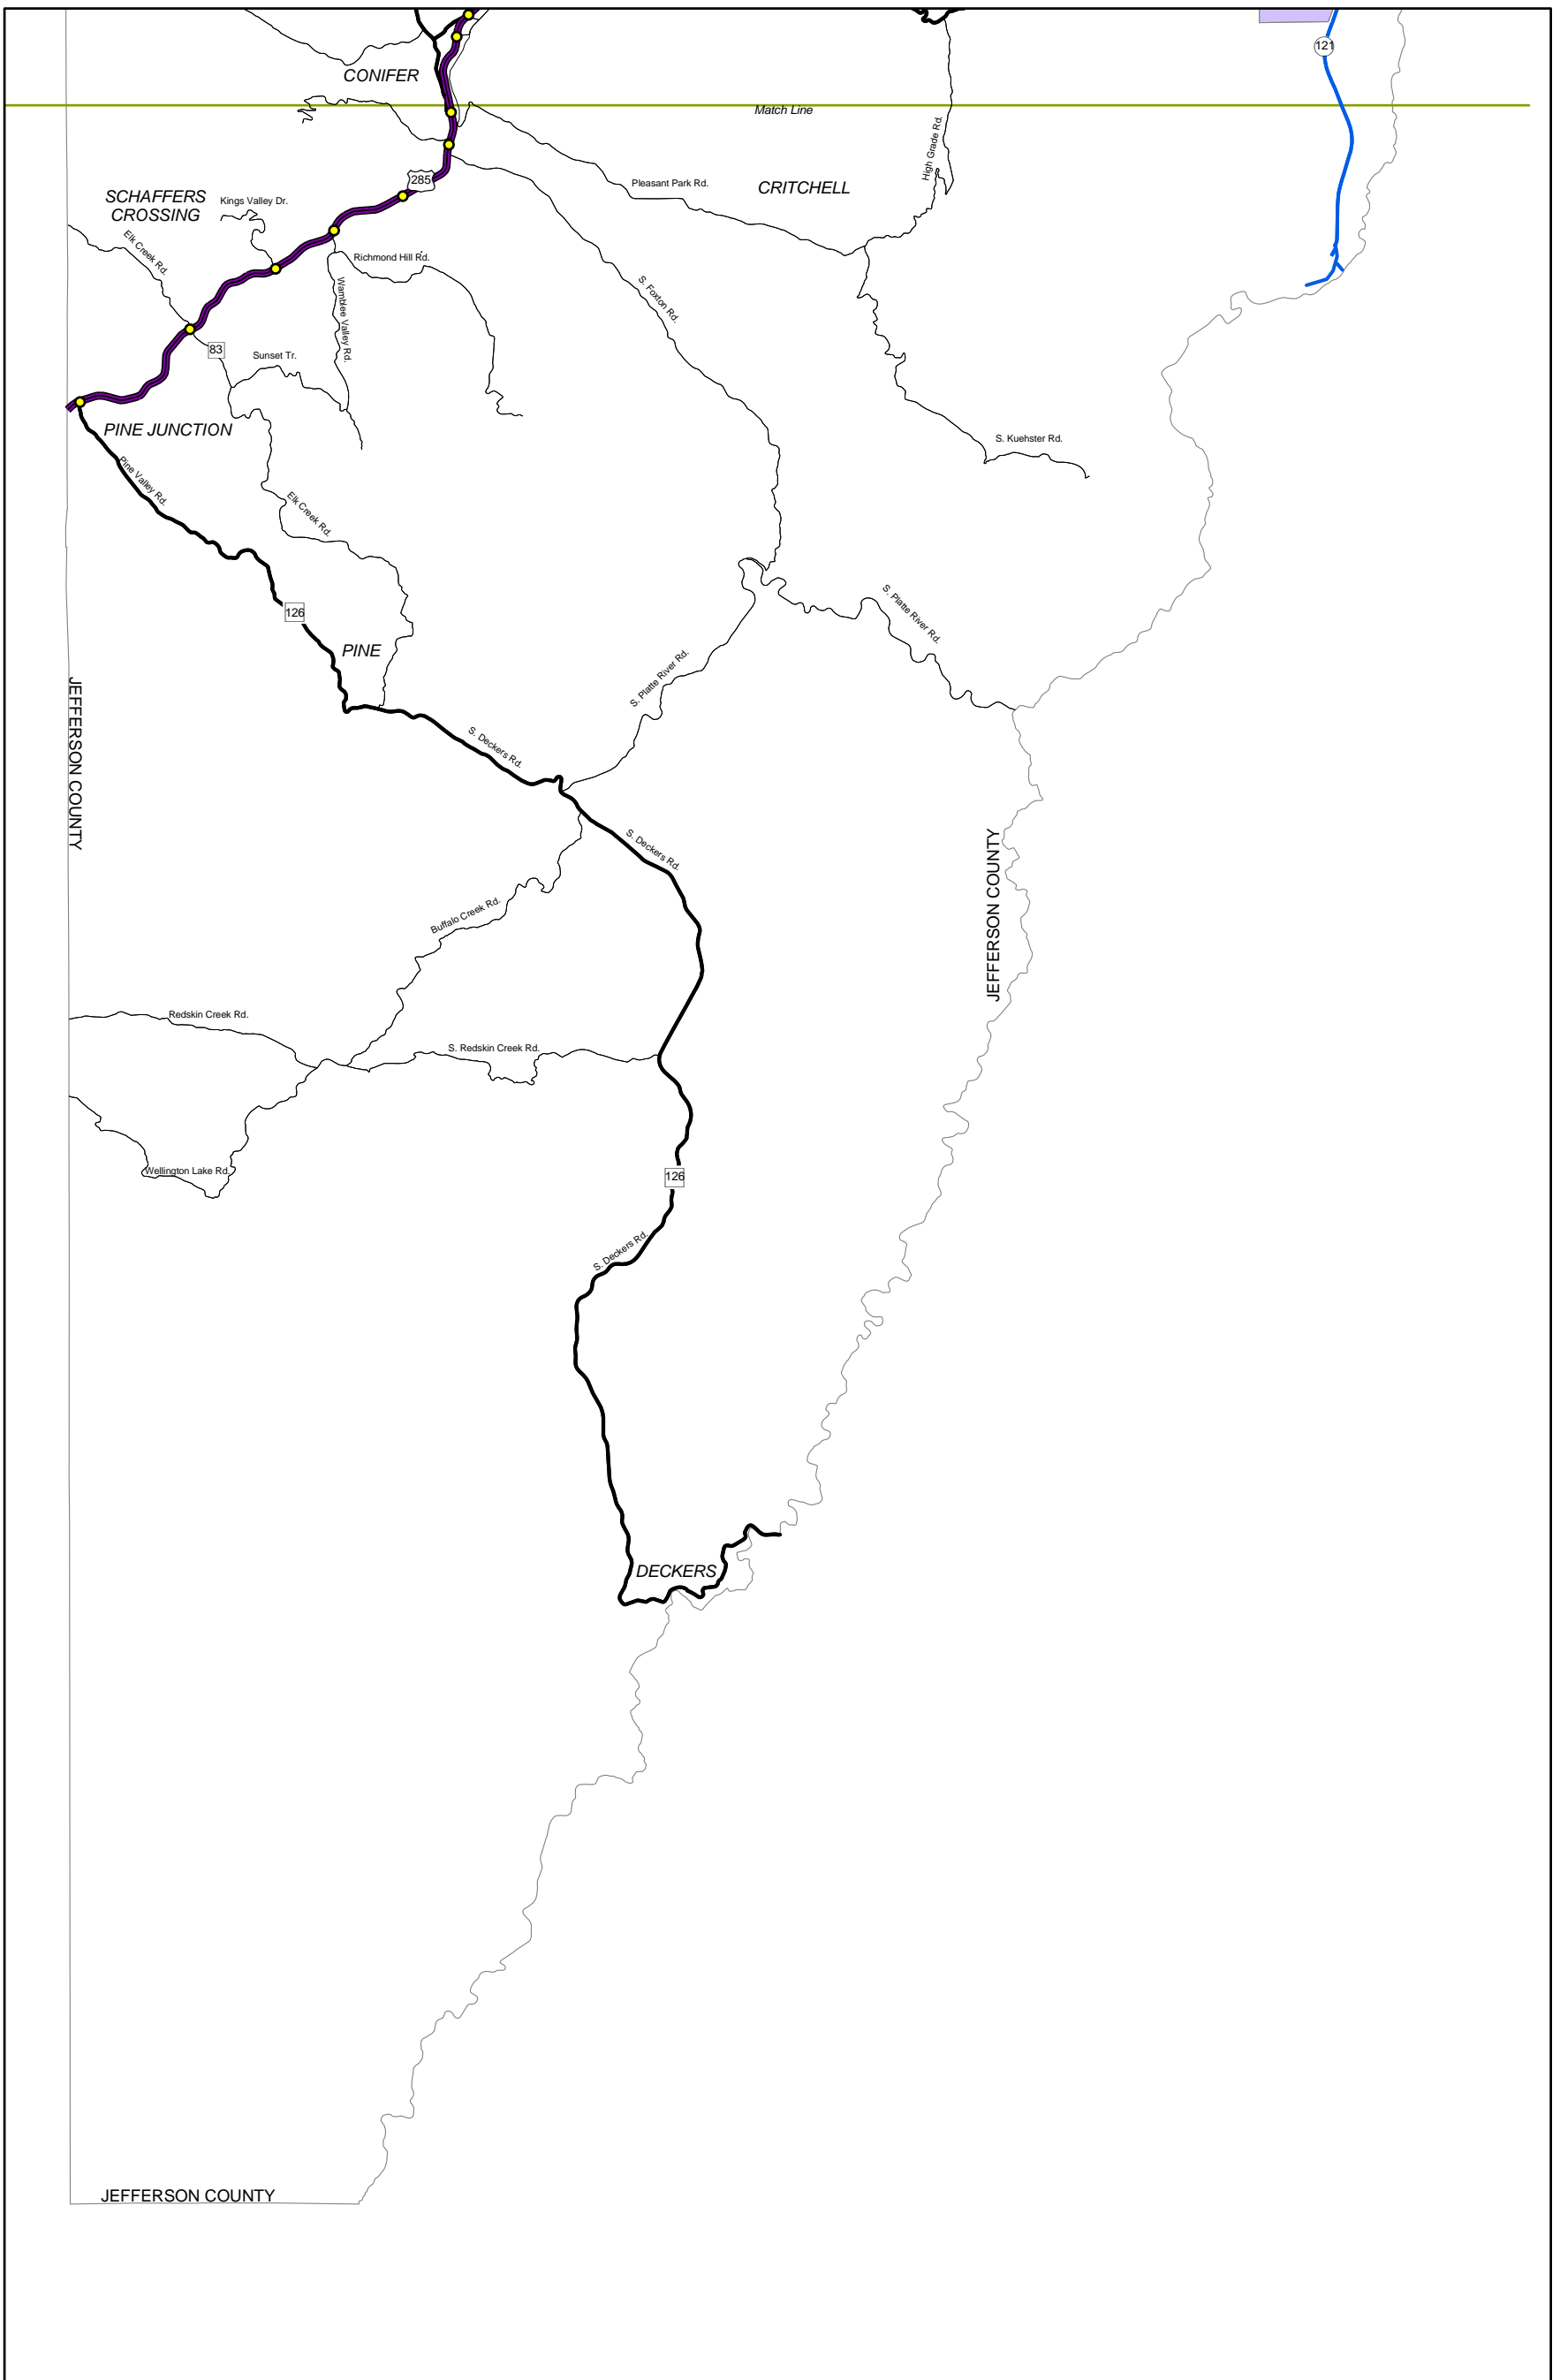 121
CONIFER
Match Line
High Grade Rd.
285
Pleasant Park Rd.
CRITCHELL
SCHAFFERS
CROSSING
Kings Valley Dr.
Elk Creek Rd.
Richmond Hill Rd.
Wamblee Valley Rd.
S. Foxton Rd.
83
Sunset Tr.
PINE JUNCTION
S. Kuehster Rd.
Pine Valley Rd.
Elk Creek Rd.
126
S. Platte River Rd.
PINE
S. Platte River Rd.
JEFFERSON COUNTY
S. Deckers Rd.
S. Deckers Rd.
JEFFERSON COUNTY
Buffalo Creek Rd.
Redskin Creek Rd.
S. Redskin Creek Rd.
Wellington Lake Rd.
126
S. Deckers Rd.
DECKERS
JEFFERSON COUNTY